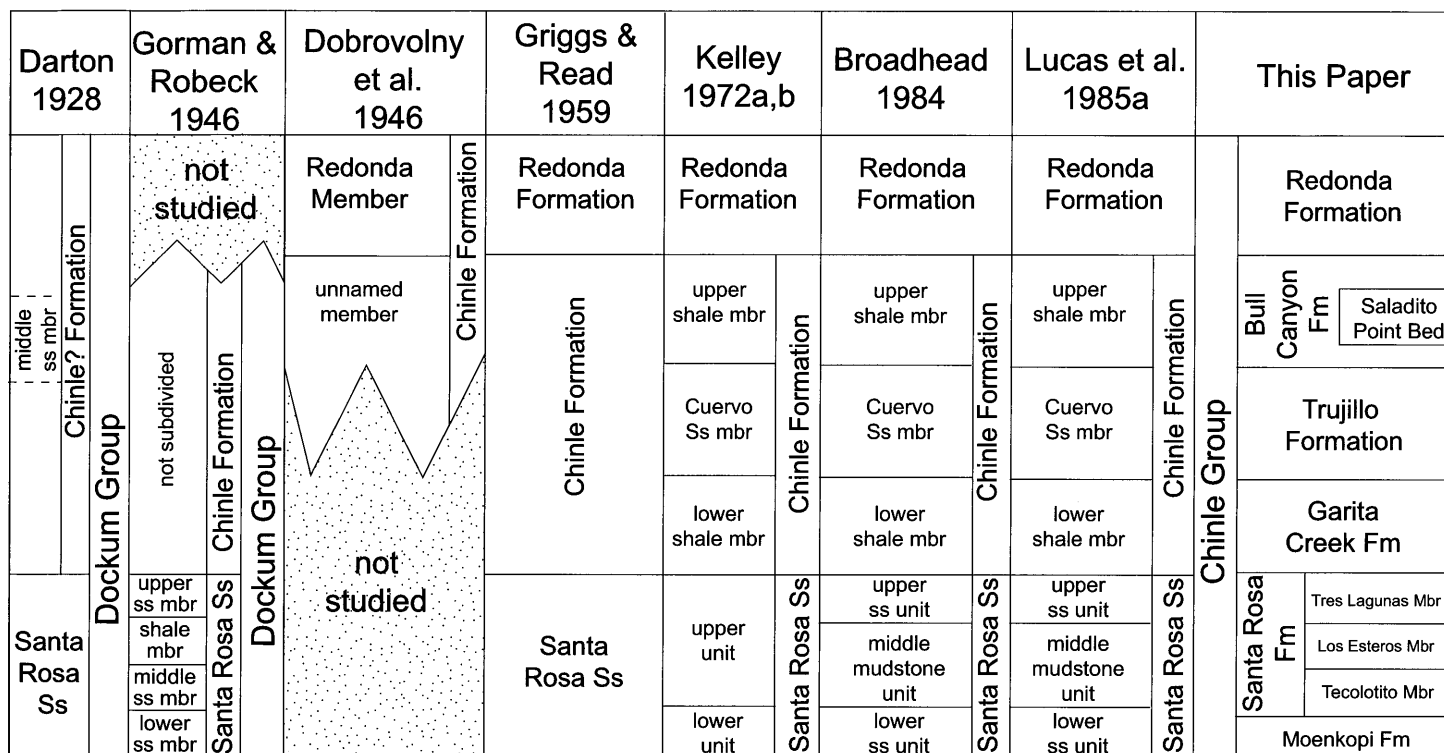 Darton
1928
Gorman &
Robeck
1946
Dobrovolny
et al.
1946
Griggs &
Read
1959
Kelley
1972a,b
Broadhead
1984
Lucas et al.
1985a
This Paper
middle
ss mbr
Chinle? Formation
Santa
Rosa Ss
Dockum Group
not
studied
not subdivided
Chinle Formation
upper
ss mbr
shale
mbr
middle
ss mbr
lower
ss mbr
Santa Rosa Ss
Dockum Group
Redonda
Member
unnamed
member
Chinle Formation
not
studied
Redonda
Formation
Chinle Formation
Santa
Rosa Ss
Redonda
Formation
upper
shale mbr
Cuervo
Ss mbr
lower
shale mbr
Chinle Formation
upper
unit
lower
unit
Santa Rosa Ss
Redonda
Formation
upper
shale mbr
Cuervo
Ss mbr
lower
shale mbr
Chinle Formation
upper
ss unit
middle
mudstone
unit
lower
ss unit
Santa Rosa Ss
Redonda
Formation
upper
shale mbr
Cuervo
Ss mbr
lower
shale mbr
Chinle Formation
upper
ss unit
middle
mudstone
unit
lower
ss unit
Santa Rosa Ss
Chinle Group
Redonda
Formation
Bull
Canyon
Fm
Saladito
Point Bed
Trujillo
Formation
Garita
Creek Fm
Santa Rosa
Fm
Tres Lagunas Mbr
Los Esteros Mbr
Tecolotito Mbr
Moenkopi Fm